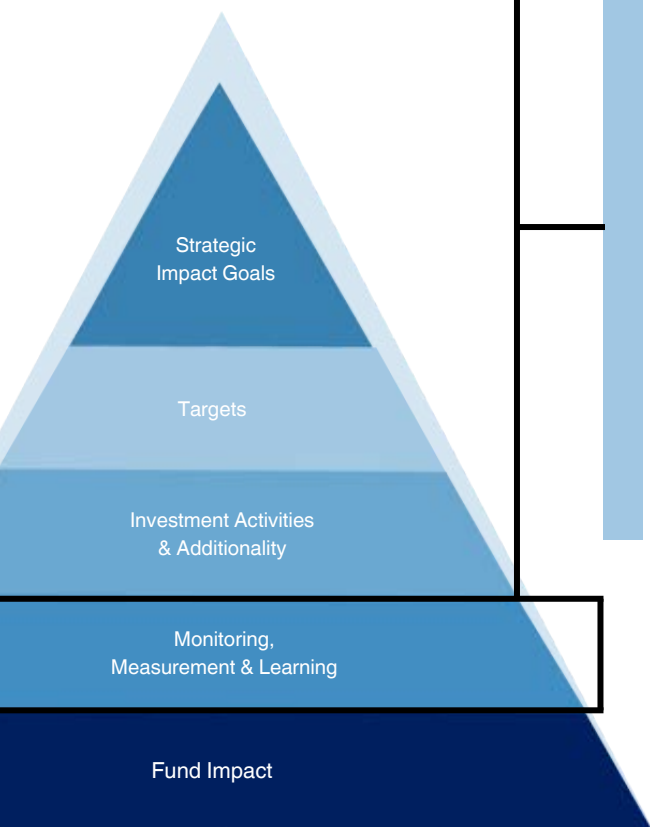 Strategic
Impact Goals
Targets
Investment Activities
& Additionality
Monitoring,
Measurement & Learning
Fund Impact